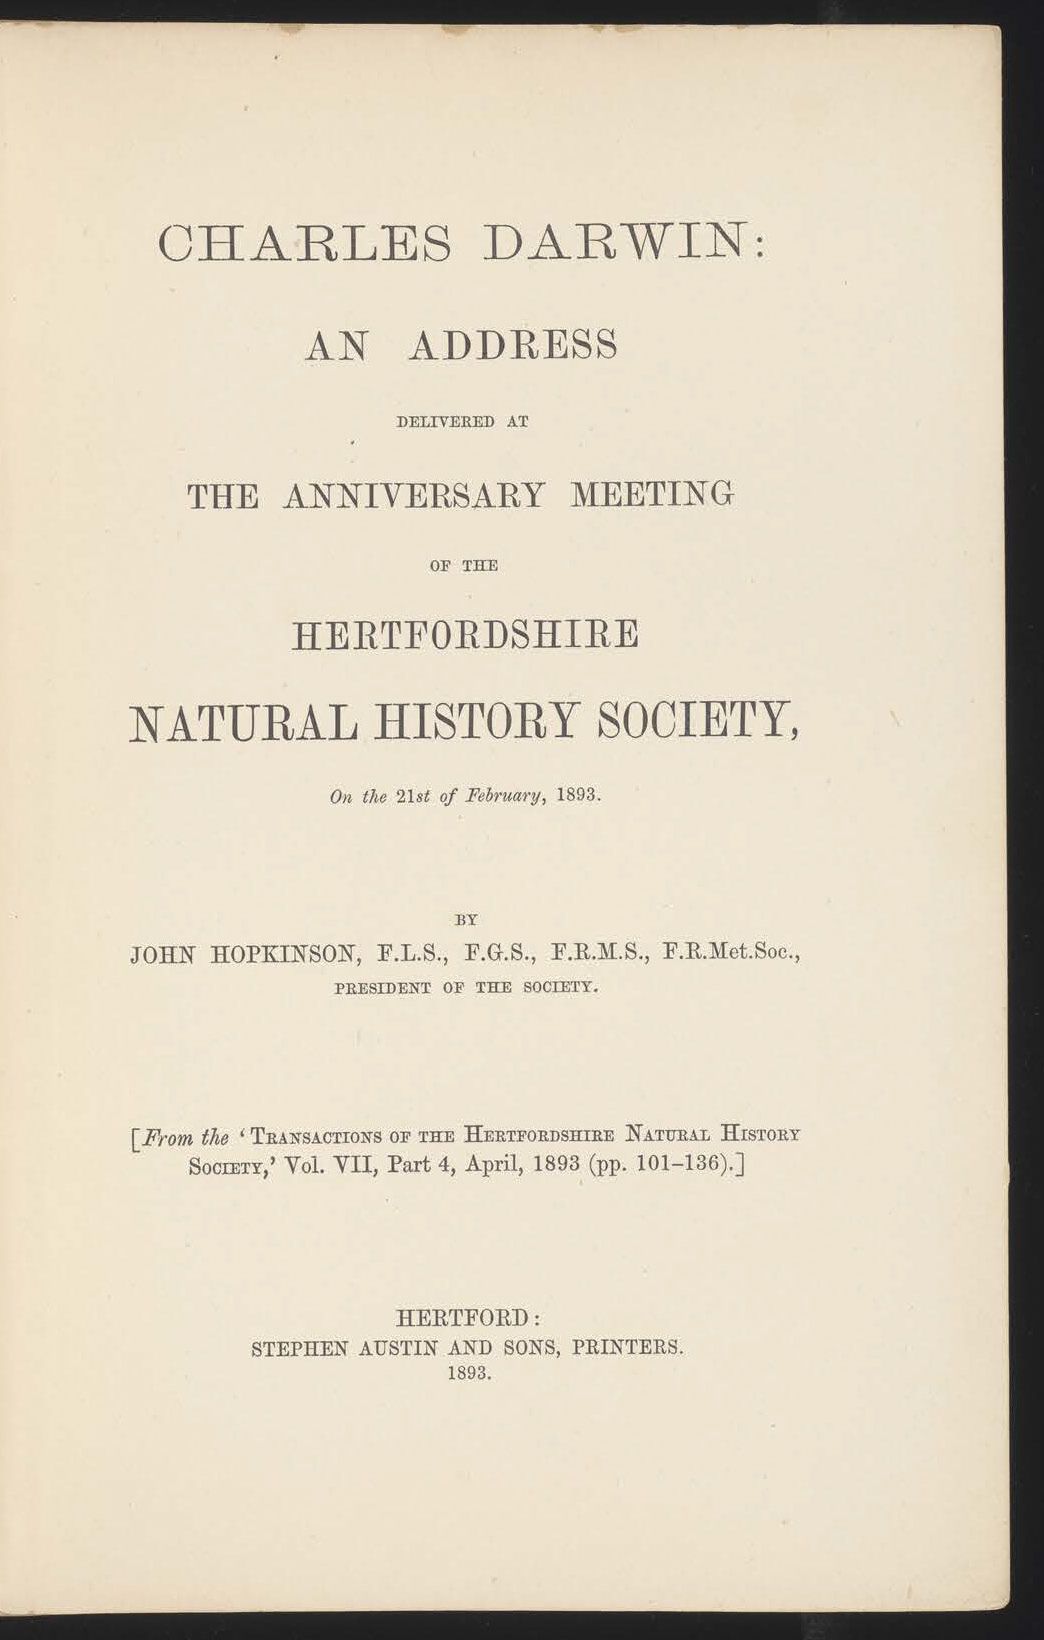 CHARLES DARWIN:
AN ADDRESS
DELIVERED AT
THE ANNIVERSARY MEETING
OF THE
HERTFORDSHIRE
NATURAL HISTORY SOCIETY,
On the 21st of February, 1893.
BY
JOHN HOPKINSON, F.L.S., F.G.S., F.R.M.S., F.R.Met.Soc.,
PRESIDENT OF THE SOCIETY.
[From the ‘TRANSACTIONS OF THE HERTFORDSHIRE NATURAL HISTORY
SOCIETY,’ Vol. VII, Part 4, April, 1893 (pp. 101–136).]
HERTFORD:
STEPHEN AUSTIN AND SONS, PRINTERS.
1893.